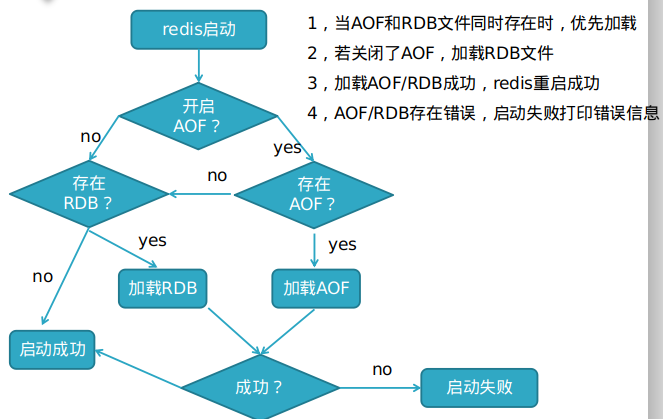 redis启动
1，当AOF和RDB文件同时存在时，优先加载
2，若关闭了AOF，加载RDB文件
3，加载AOF/RDB成功，redis重启成功
4，AOF/RDB存在错误，启动失败打印错误信息
开启
AOF？
no
yes
存在
RDB？
no
存在
AOF？
yes
yes
no
加载RDB
加载AOF
启动成功
成功？
no
启动失败